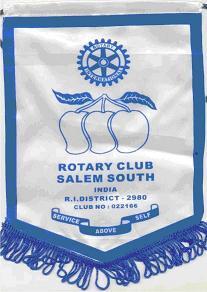 ROTARY
INTERNATIONAL
ROTARY CLUB
SALEM SOUTH
INDIA
R.I.DISTRICT - 2980
CLUB NO : 022166
SERVICE
ABOVE
SELF